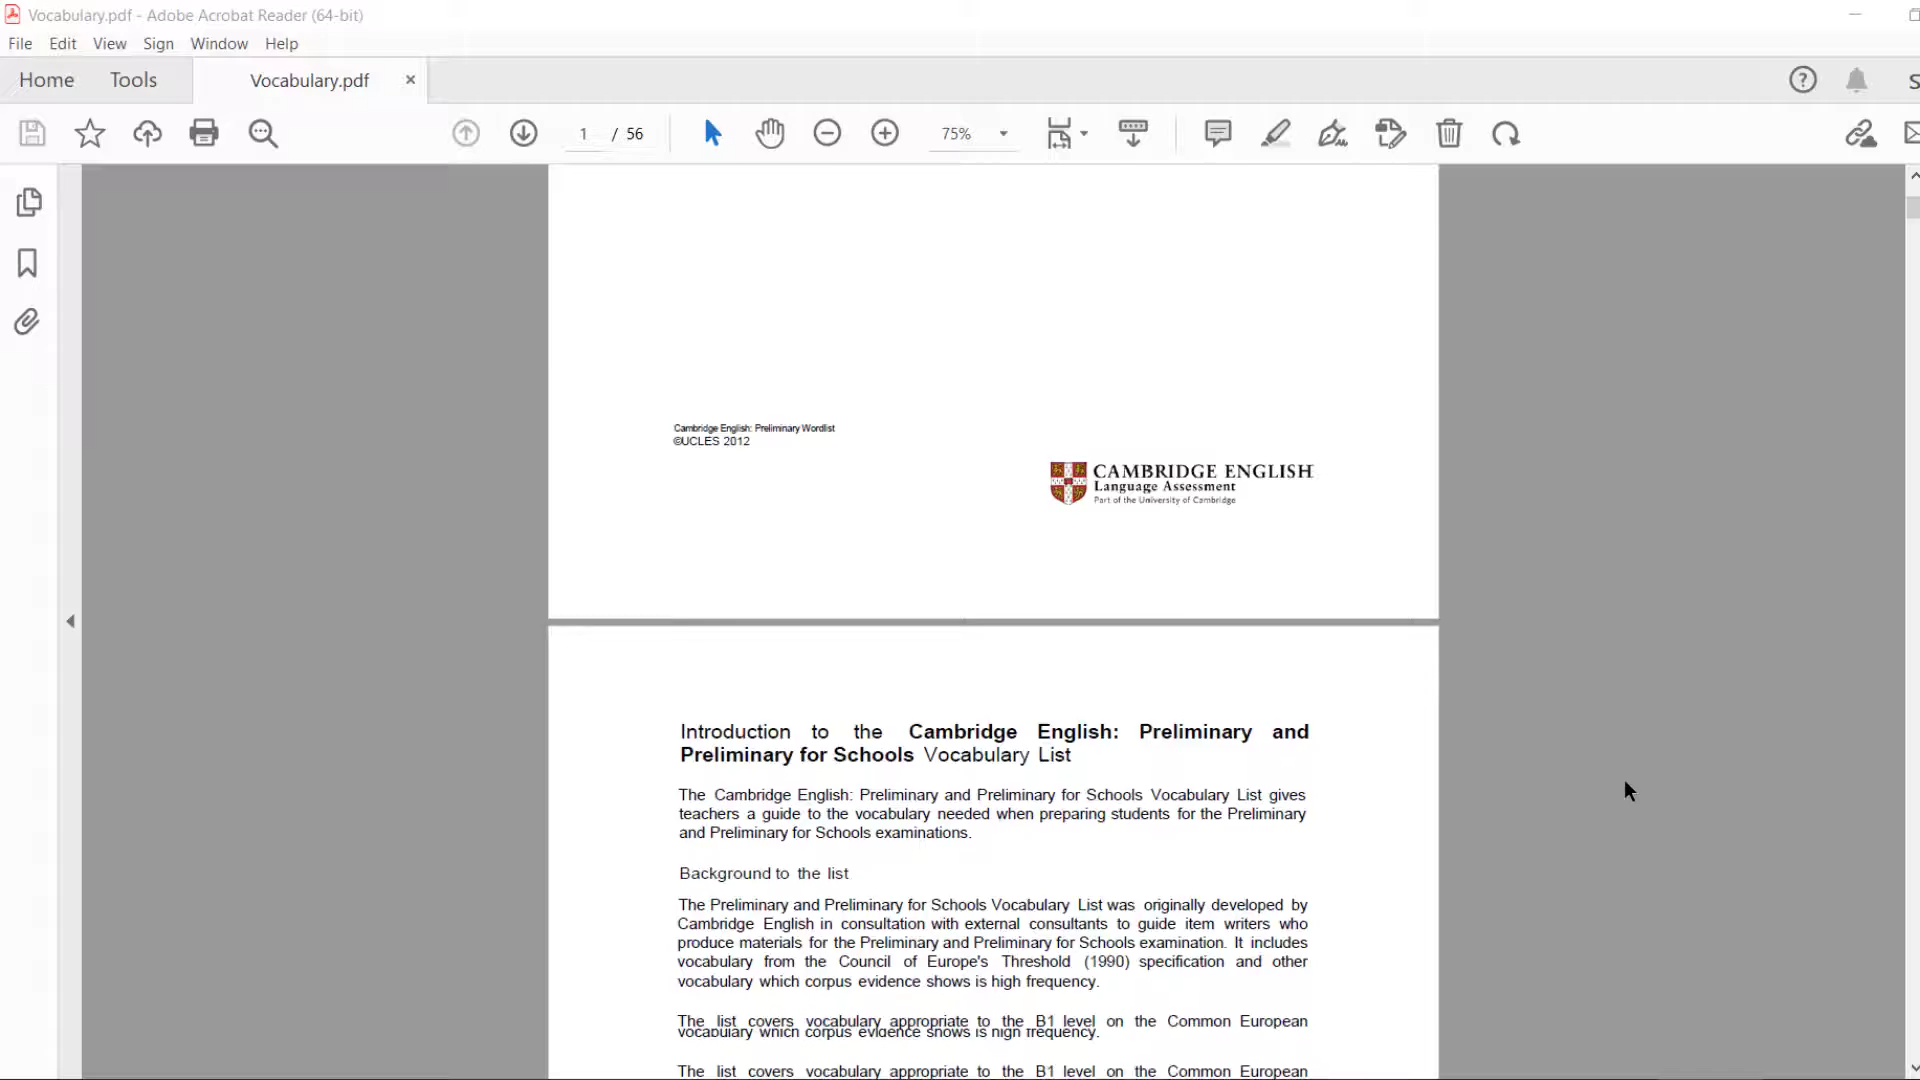 Vocabulary.pdf - Adobe Acrobat Reader (64-bit)
File Edit View Sign Window Help
Home Tools Vocabulary.pdf ×
1 / 56 75%
Cambridge English: Preliminary Wordlist
©UCLES 2012
CAMBRIDGE ENGLISH
Language Assessment
Part of the University of Cambridge
Introduction to the Cambridge English: Preliminary and
Preliminary for Schools Vocabulary List
The Cambridge English: Preliminary and Preliminary for Schools Vocabulary List gives
teachers a guide to the vocabulary needed when preparing students for the Preliminary
and Preliminary for Schools examinations.
Background to the list
The Preliminary and Preliminary for Schools Vocabulary List was originally developed by
Cambridge English in consultation with external consultants to guide item writers who
produce materials for the Preliminary and Preliminary for Schools examination. It includes
vocabulary from the Council of Europe's Threshold (1990) specification and other
vocabulary which corpus evidence shows is high frequency.
The list covers vocabulary appropriate to the B1 level on the Common European
vocabulary which corpus evidence shows is high frequency.
The list covers vocabulary appropriate to the B1 level on the Common European